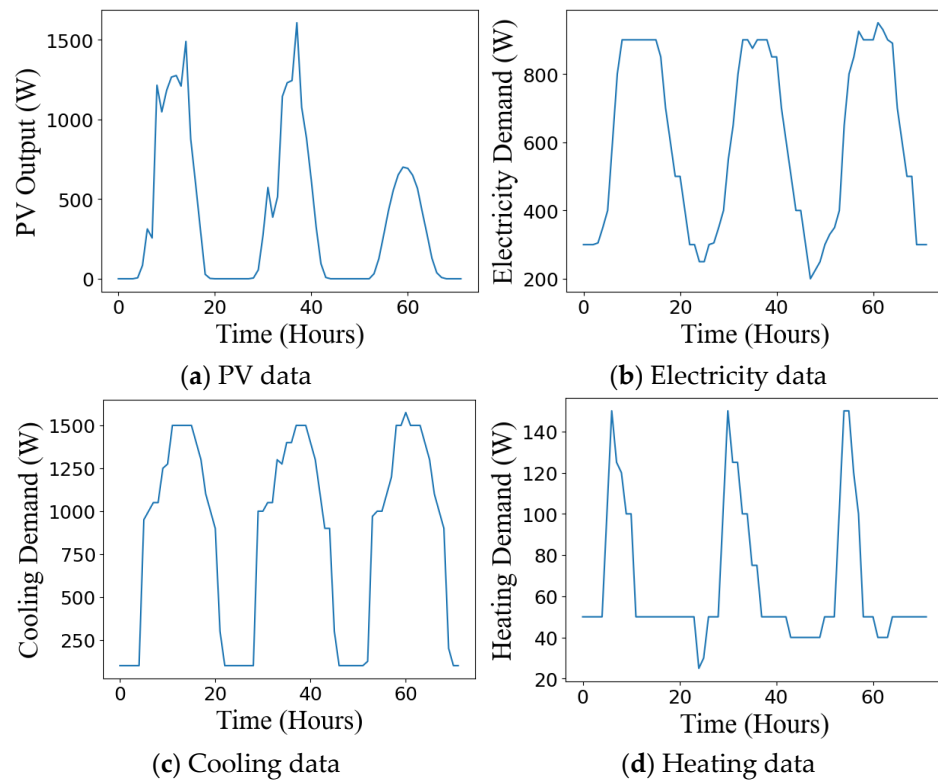 PV Output (W)
1500
1000
500
0
0 20 40 60
Time (Hours)
(a) PV data
Electricity Demand (W)
800
600
400
200
0 20 40 60
Time (Hours)
(b) Electricity data
Cooling Demand (W)
1500
1250
1000
750
500
250
0 20 40 60
Time (Hours)
(c) Cooling data
Heating Demand (W)
140
120
100
80
60
40
20
0 20 40 60
Time (Hours)
(d) Heating data